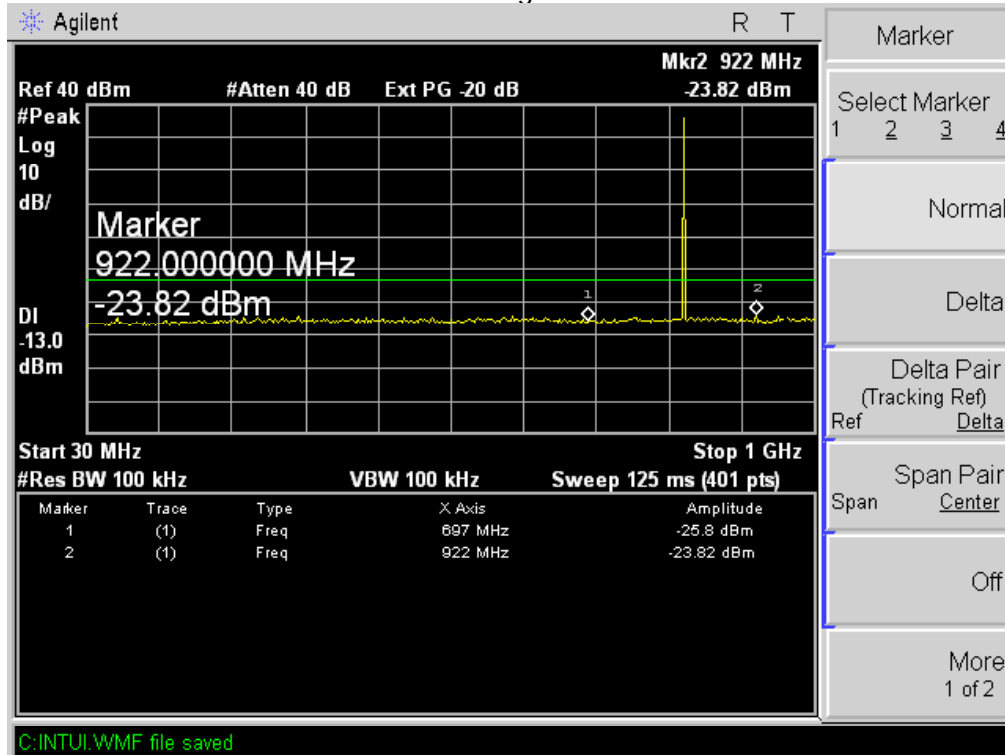 Agilent R T
Mkr2 922 MHz
Ref 40 dBm #Atten 40 dB Ext PG -20 dB -23.82 dBm
#Peak
Log
10
dB/
Marker
922.000000 MHz
-23.82 dBm
DI
-13.0
dBm
1
2
Start 30 MHz Stop 1 GHz
#Res BW 100 kHz VBW 100 kHz Sweep 125 ms (401 pts)
Marker Trace Type X Axis Amplitude
1 (1) Freq 697 MHz -25.8 dBm
2 (1) Freq 922 MHz -23.82 dBm
C:INTUI.WMF file saved
Marker
Select Marker
1 2 3 4
Normal
Delta
Delta Pair
(Tracking Ref)
Ref Delta
Span Pair
Span Center
Off
More
1 of 2